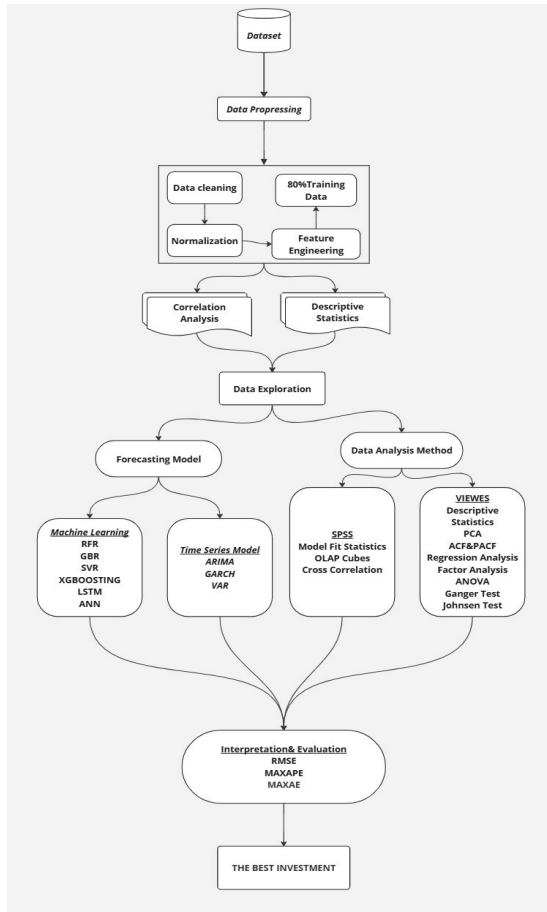 Dataset
Data Propressing
Data cleaning
80%Training
Data
Normalization
Feature
Engineering
Correlation
Analysis
Descriptive
Statistics
Data Exploration
Forecasting Model
Data Analysis Method
Machine Learning
RFR
GBR
SVR
XGBOOSTING
LSTM
ANN
Time Series Model
ARIMA
GARCH
VAR
SPSS
Model Fit Statistics
OLAP Cubes
Cross Correlation
VIEWES
Descriptive
Statistics
PCA
ACF&PACF
Regression Analysis
Factor Analysis
ANOVA
Ganger Test
Johnsen Test
Interpretation& Evaluation
RMSE
MAXAPE
MAXAE
THE BEST INVESTMENT